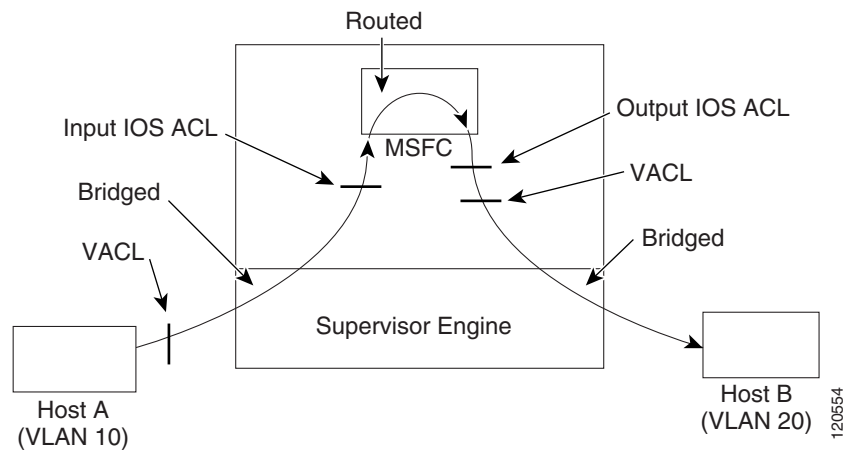 Routed
Input IOS ACL
MSFC
Output IOS ACL
VACL
Bridged
Bridged
VACL
Supervisor Engine
Host A
(VLAN 10)
Host B
(VLAN 20)
120554